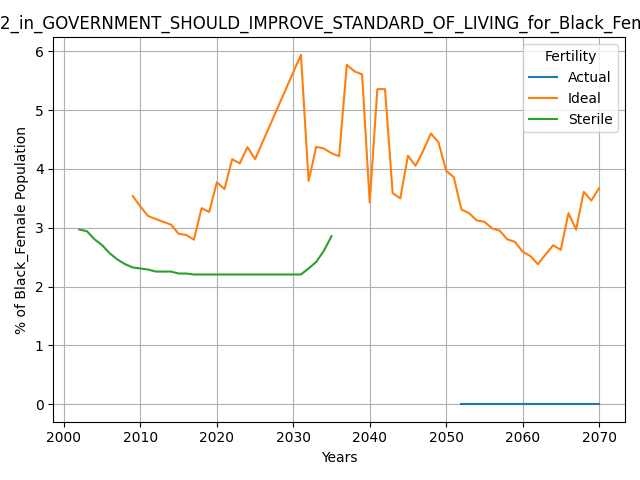 2_in_GOVERNMENT_SHOULD_IMPROVE_STANDARD_OF_LIVING_for_Black_Fem
Fertility
Actual
Ideal
Sterile
% of Black_Female Population
6
5
4
3
2
1
0
2000 2010 2020 2030 2040 2050 2060 2070
Years